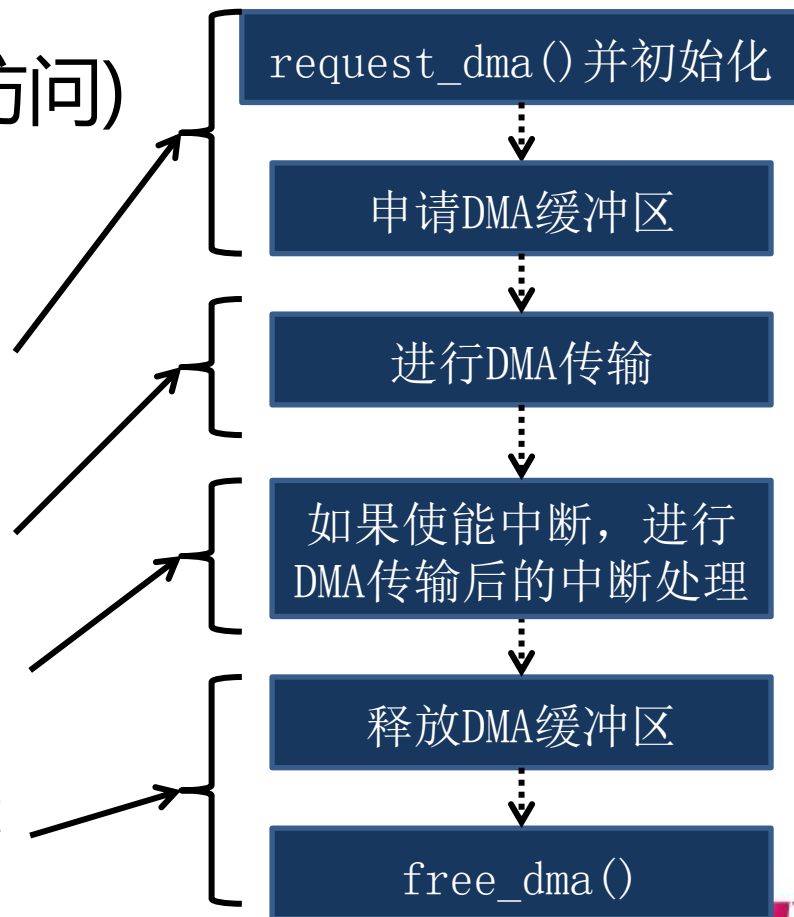 访问)
request_dma()并初始化
申请DMA缓冲区
进行DMA传输
如果使能中断，进行
DMA传输后的中断处理
释放DMA缓冲区
free_dma()